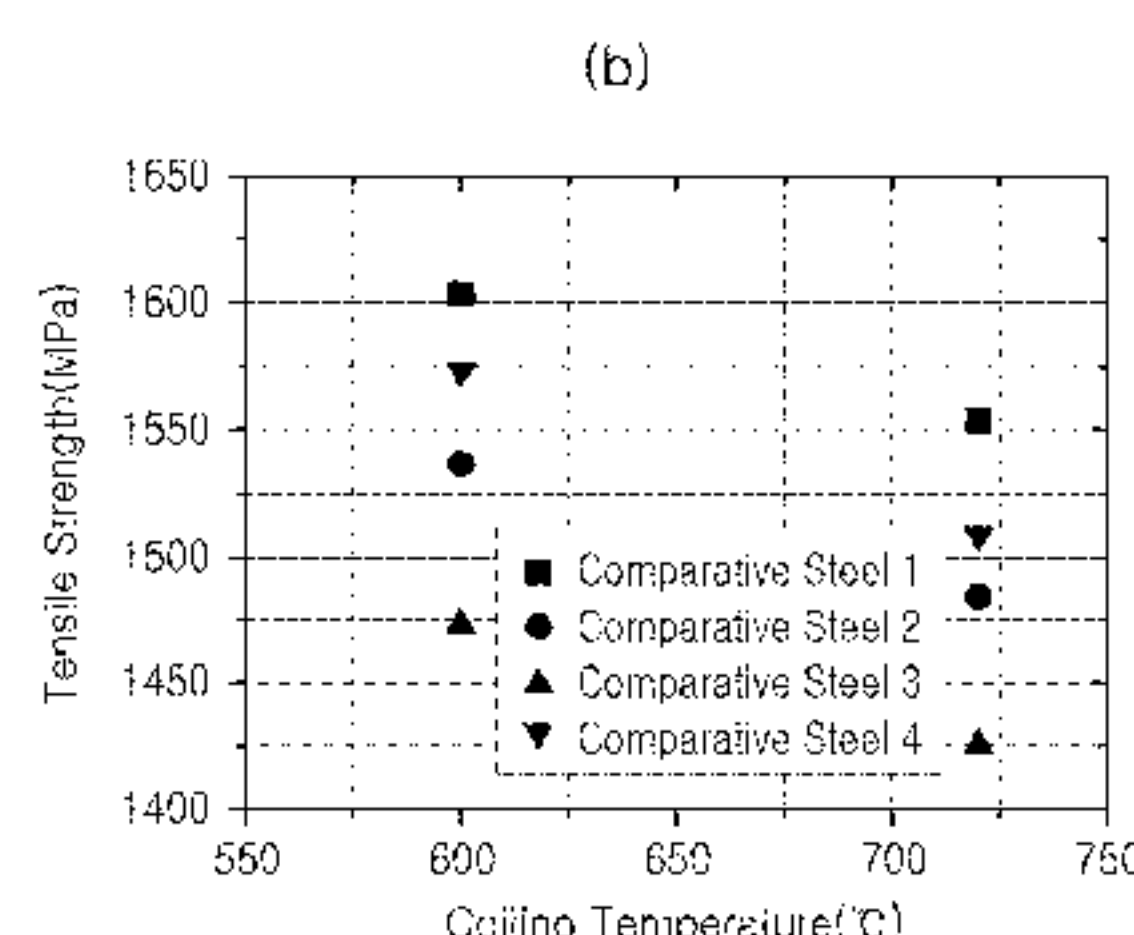 (b)
Tensile Strength(MPa)
1650
1600
1550
1500
1450
1400
Comparative Steel 1
Comparative Steel 2
Comparative Steel 3
Comparative Steel 4
550 600 650 700 750
Coiling Temperature(℃)